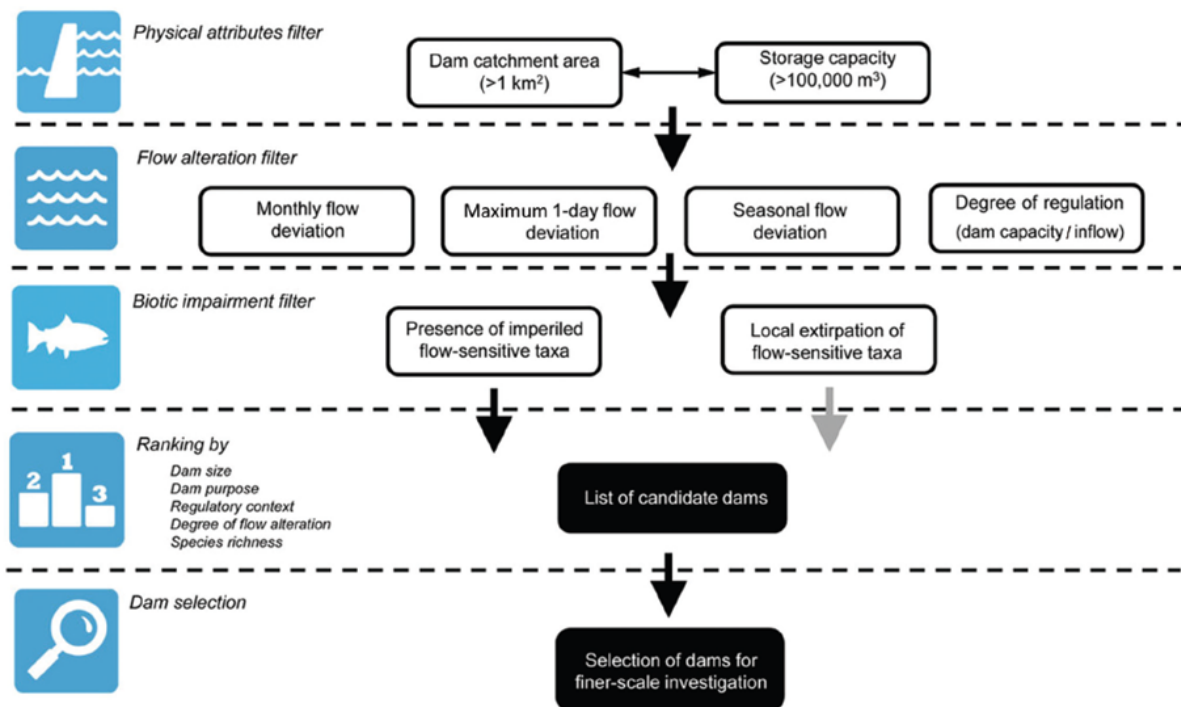 Physical attributes filter
Dam catchment area
(>1 km²)
Storage capacity
(>100,000 m³)
Flow alteration filter
Monthly flow
deviation
Maximum 1-day flow
deviation
Seasonal flow
deviation
Degree of regulation
(dam capacity / inflow)
Biotic impairment filter
Presence of imperiled
flow-sensitive taxa
Local extirpation of
flow-sensitive taxa
Ranking by
Dam size
Dam purpose
Regulatory context
Degree of flow alteration
Species richness
2
1
3
List of candidate dams
Dam selection
Selection of dams for
finer-scale investigation